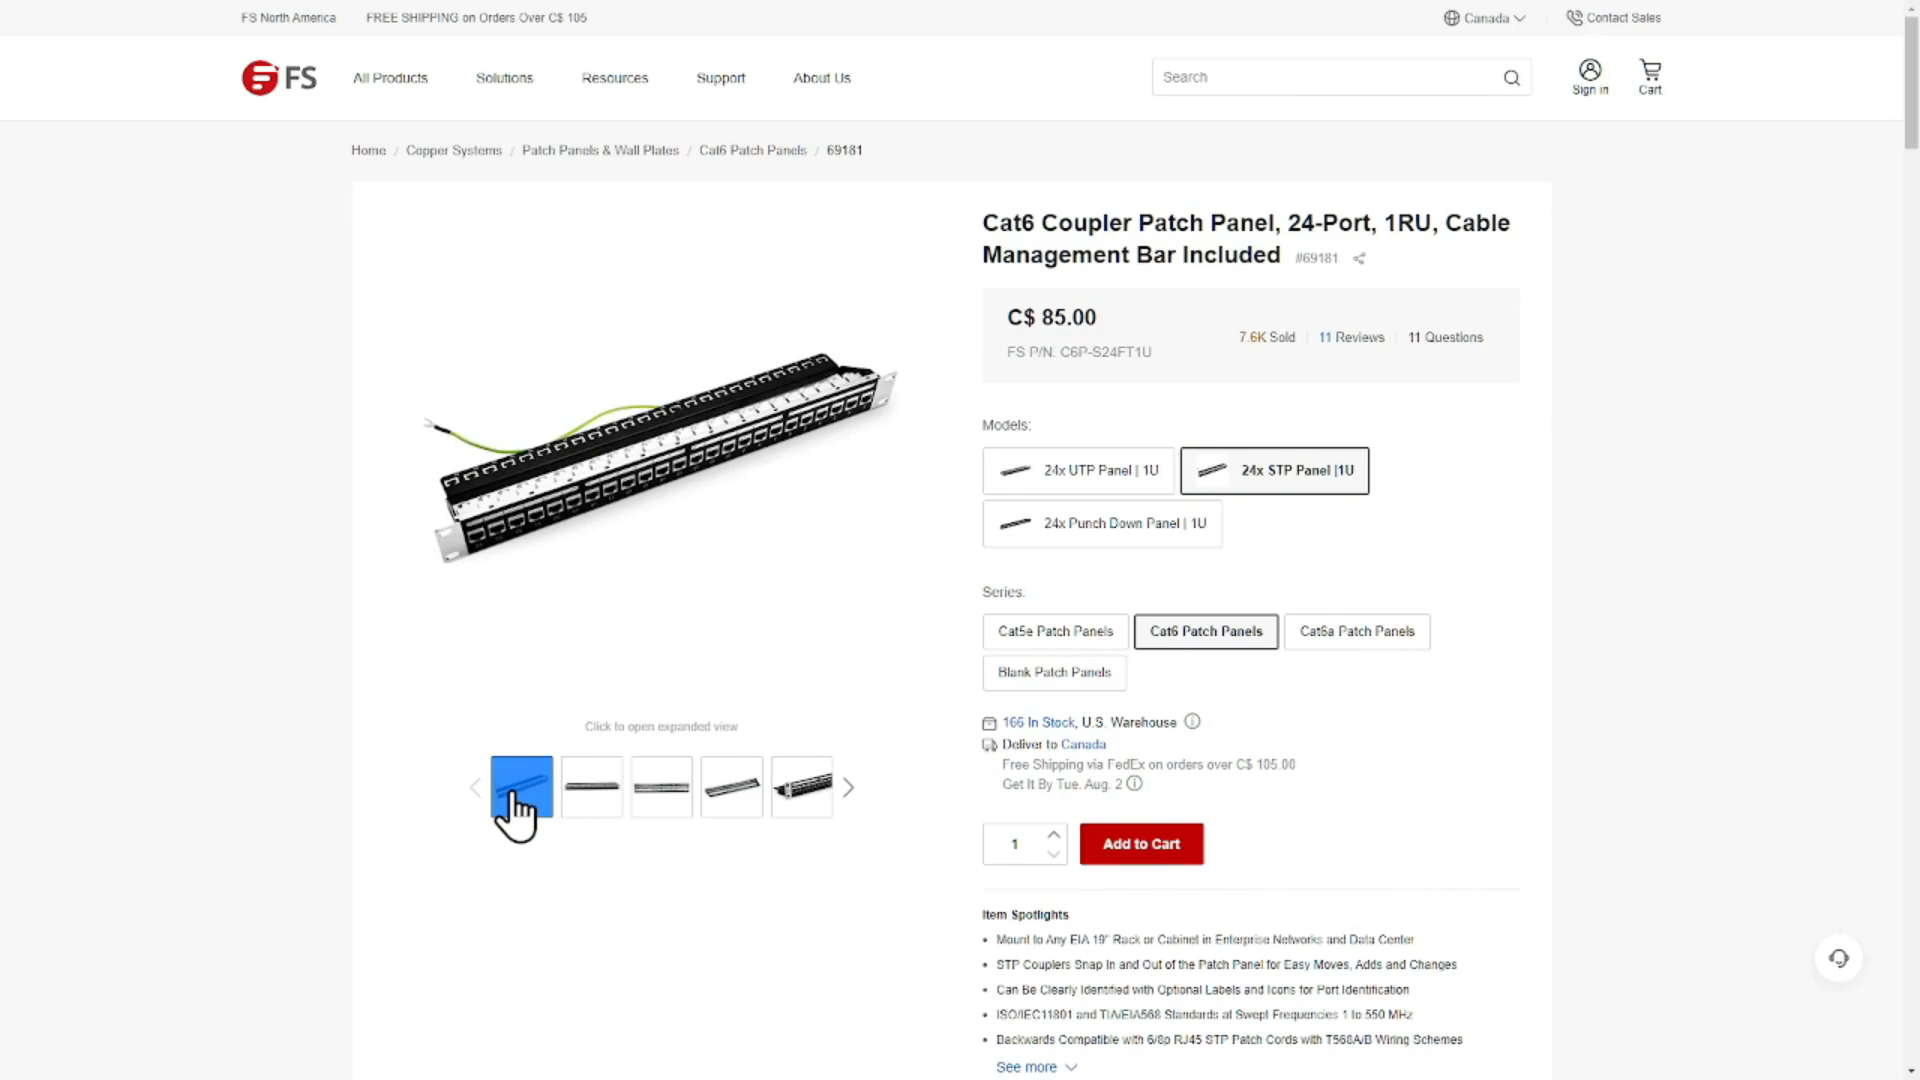 FS North America
FREE SHIPPING on Orders Over C$ 105
Canada
Contact Sales
FS
All Products
Solutions
Resources
Support
About Us
Search
Sign in
Cart
Home / Copper Systems / Patch Panels & Wall Plates / Cat6 Patch Panels / 69181
Cat6 Coupler Patch Panel, 24-Port, 1RU, Cable
Management Bar Included #69181
C$ 85.00
7.6K Sold
11 Reviews
11 Questions
FS P/N: C6P-S24FT1U
Models:
24x UTP Panel | 1U
24x STP Panel |1U
24x Punch Down Panel | 1U
Series:
Cat5e Patch Panels
Cat6 Patch Panels
Cat6a Patch Panels
Blank Patch Panels
Click to open expanded view
166 In Stock, U.S. Warehouse
Deliver to Canada
Free Shipping via FedEx on orders over C$ 105.00
Get It By Tue. Aug. 2
1
Add to Cart
Item Spotlights
• Mount to Any EIA 19" Rack or Cabinet in Enterprise Networks and Data Center
• STP Couplers Snap In and Out of the Patch Panel for Easy Moves, Adds and Changes
• Can Be Clearly Identified with Optional Labels and Icons for Port Identification
• ISO/IEC11801 and TIA/EIA568 Standards at Swept Frequencies 1 to 550 MHz
• Backwards Compatible with 6/8p RJ45 STP Patch Cords with T568A/B Wiring Schemes
See more